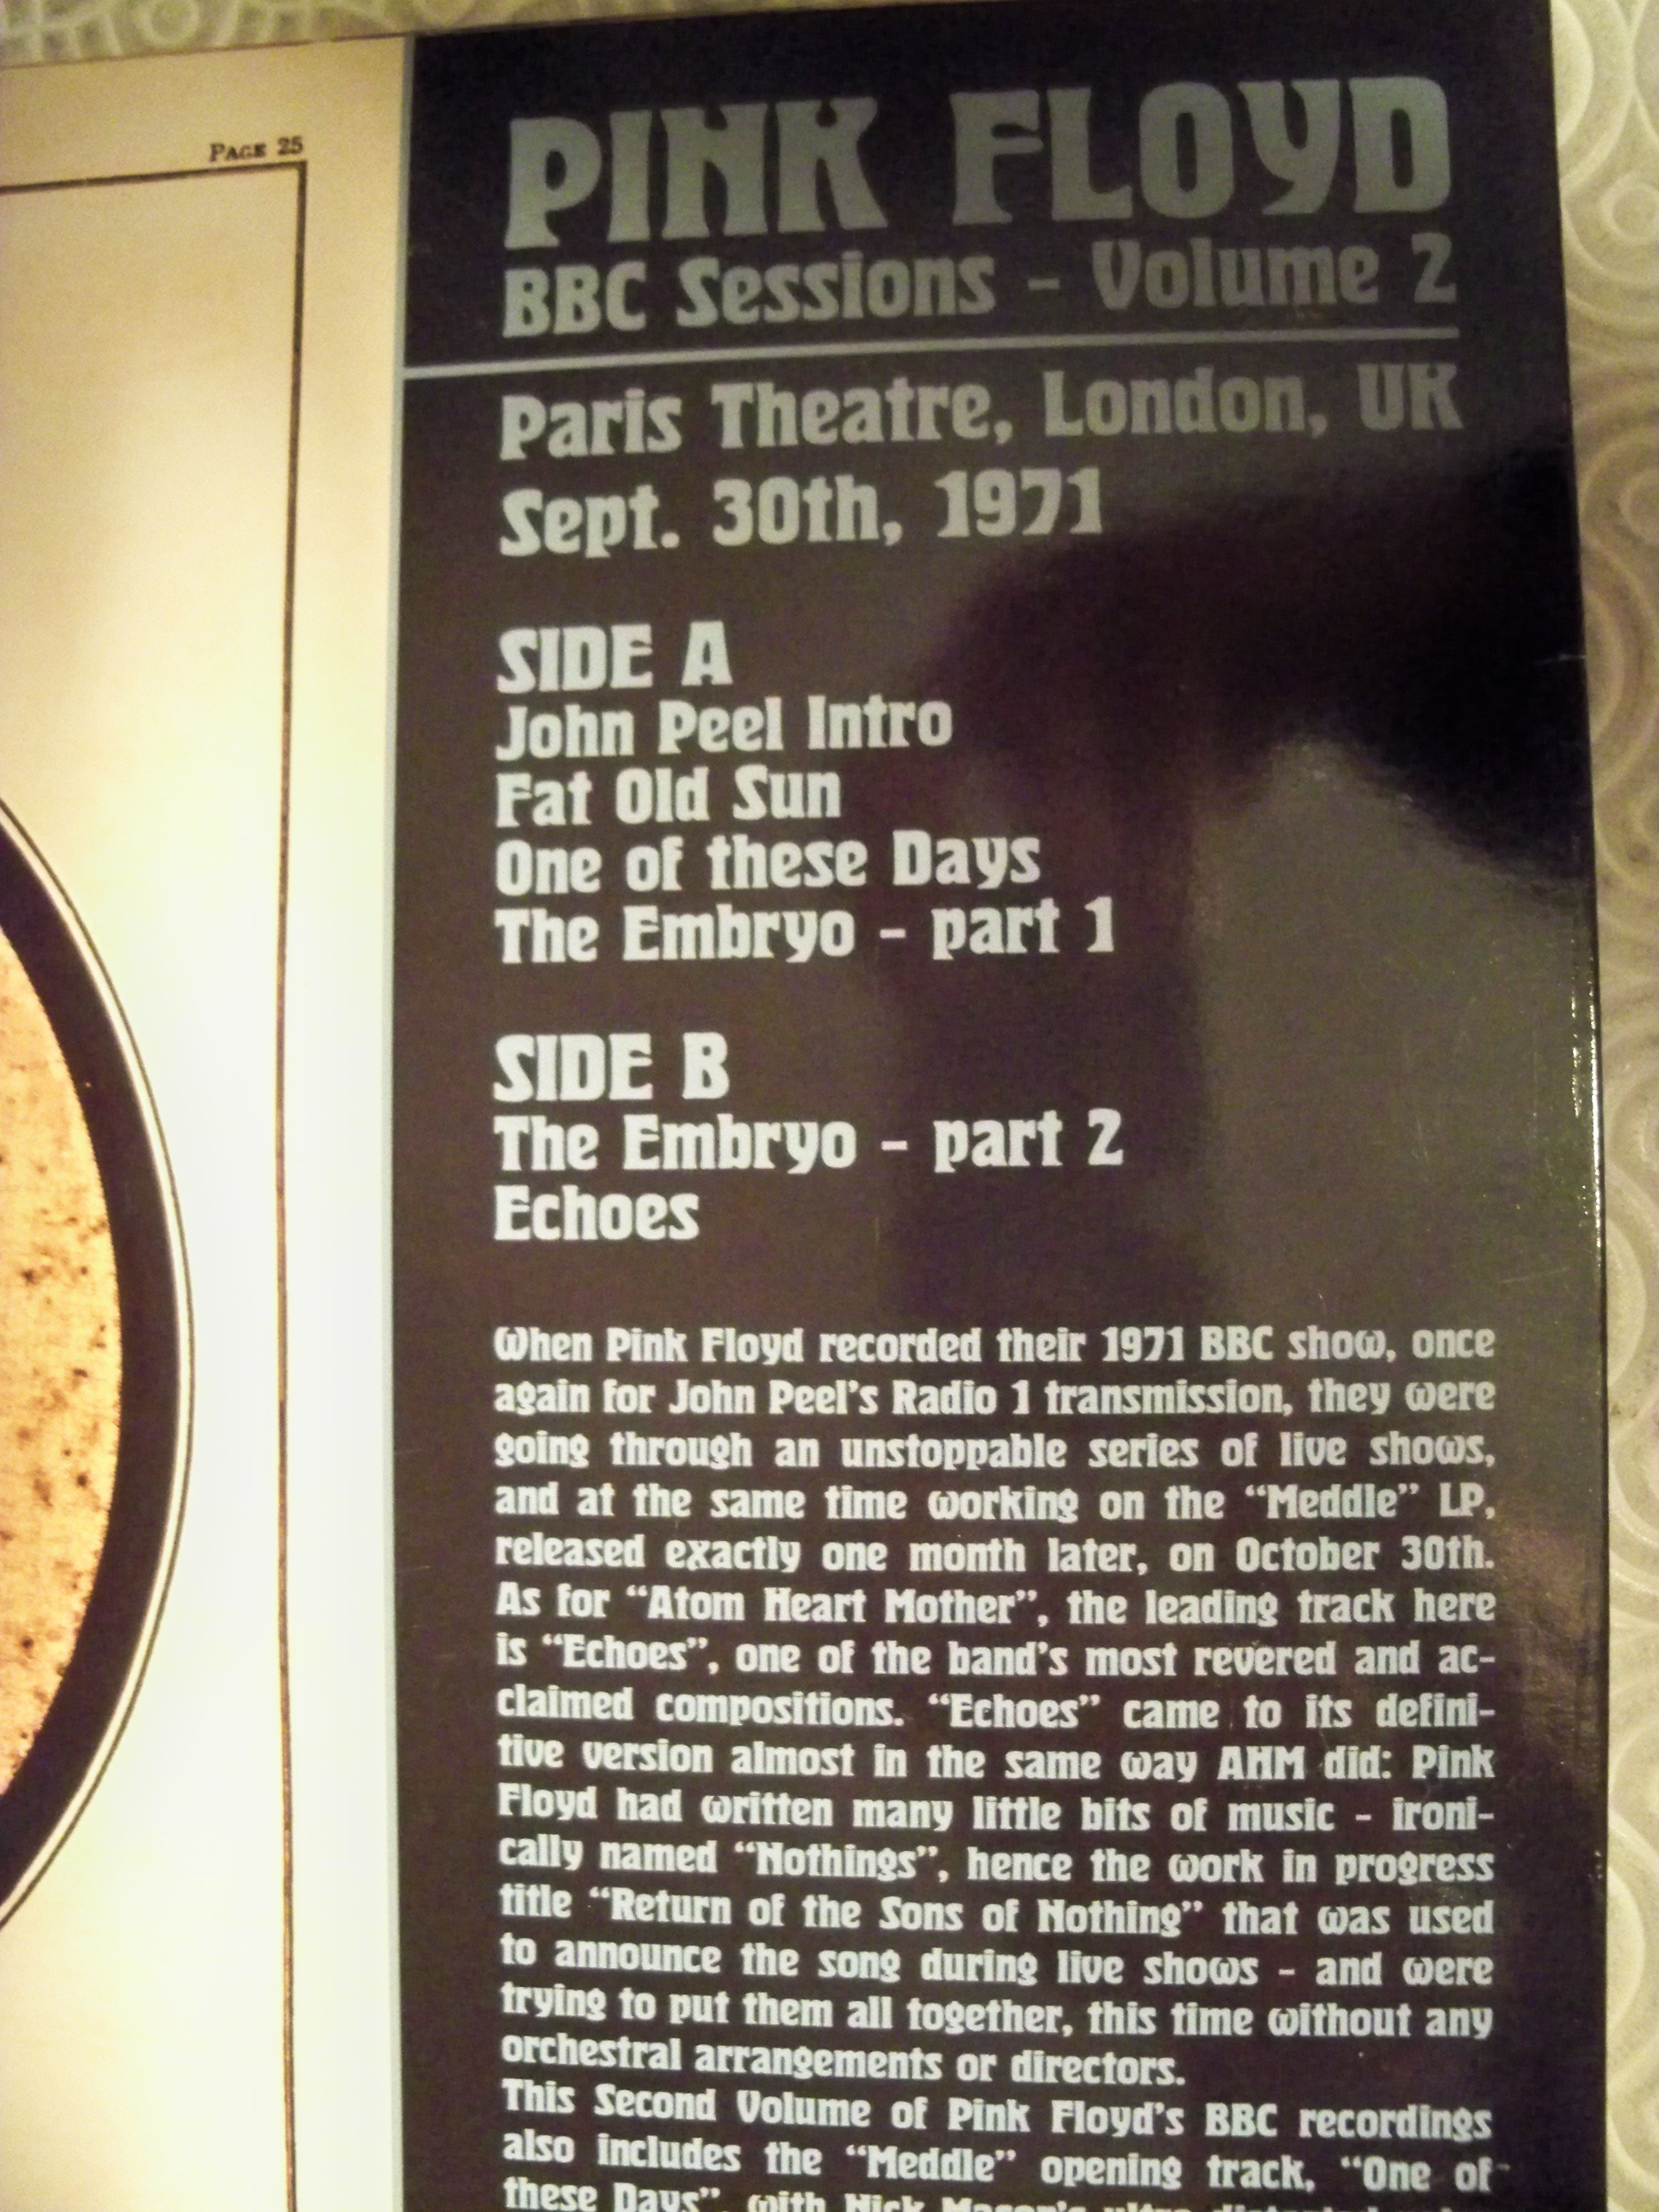 PAGE 25
PINK FLOYD
BBC Sessions - Volume 2
Paris Theatre, London, UK
Sept. 30th, 1971
SIDE A
John Peel Intro
Fat Old Sun
One of these Days
The Embryo - part 1
SIDE B
The Embryo - part 2
Echoes
When Pink Floyd recorded their 1971 BBC show, once
again for John Peel's Radio 1 transmission, they were
going through an unstoppable series of live shows,
and at the same time working on the “Meddle” LP,
released exactly one month later, on October 30th.
As for “Atom Heart Mother”, the leading track here
is “Echoes”, one of the band's most revered and ac-
claimed compositions. “Echoes” came to its defini-
tive version almost in the same way AHM did: Pink
Floyd had written many little bits of music - ironi-
cally named “Nothings”, hence the work in progress
title “Return of the Sons of Nothing” that was used
to announce the song during live shows - and were
trying to put them all together, this time without any
orchestral arrangements or directors.
This Second Volume of Pink Floyd's BBC recordings
also includes the “Meddle” opening track, “One of
these Days”, with Nick Mason's